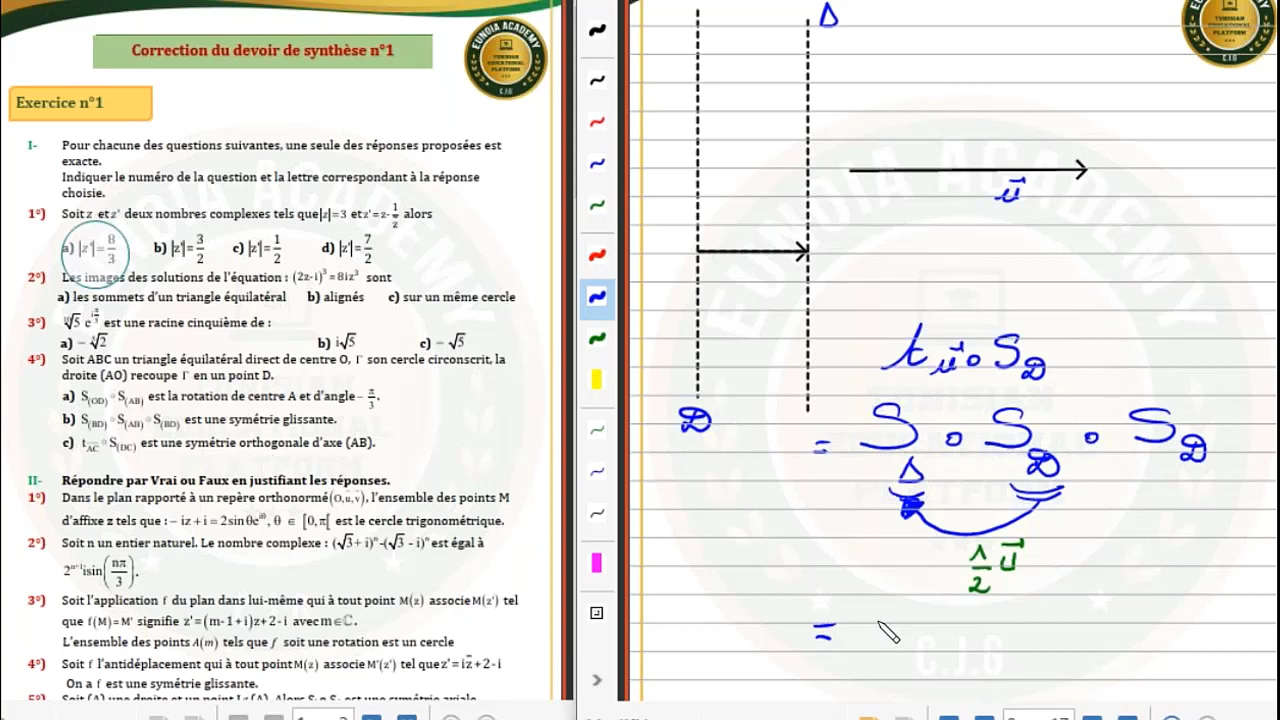 Correction du devoir de synthèse n°1
EUNOIA ACADEMY
TUNISIAN
EDUCATIONAL
PLATFORM
C.J.G
Exercice n°1
I- Pour chacune des questions suivantes, une seule des réponses proposées est
exacte.
Indiquer le numéro de la question et la lettre correspondant à la réponse
choisie.
1°) Soit z et z' deux nombres complexes tels que |z|=3 et z'=z-1/z̄ alors
a) |z'|=8/3 b) |z'|=3/2 c) |z'|=1/2 d) |z'|=7/2
2°) Les images des solutions de l'équation : (2z-i)³=8iz³ sont
a) les sommets d'un triangle équilatéral b) alignés c) sur un même cercle
3°) est une racine cinquième de :
a) b) i√5 c) -√5
4°) Soit ABC un triangle équilatéral direct de centre O, Γ son cercle circonscrit, la
droite (AO) recoupe Γ en un point D.
a) S(OD) ∘ S(AB) est la rotation de centre A et d'angle -π/3.
b) S(BD) ∘ S(AB) ∘ S(BD) est une symétrie glissante.
c) t AC ∘ S(DC) est une symétrie orthogonale d'axe (AB).
II- Répondre par Vrai ou Faux en justifiant les réponses.
1°) Dans le plan rapporté à un repère orthonormé (O,u,v), l'ensemble des points M
d'affixe z tels que : -iz+i=2sinθe^iθ, θ ∈ [0,π[ est le cercle trigonométrique.
2°) Soit n un entier naturel. Le nombre complexe : (√3+i)ⁿ-(√3-i)ⁿ est égal à
2ⁿ⁺¹isin(nπ/3).
3°) Soit l'application f du plan dans lui-même qui à tout point M(z) associe M(z') tel
que f(M)=M' signifie z'=(m-1+i)z+2-i avec m∈ℂ.
L'ensemble des points A(m) tels que f soit une rotation est un cercle
4°) Soit f l'antidéplacement qui à tout point M(z) associe M'(z') tel que z'=iz̄+2-i
On a f est une symétrie glissante.
Δ
u⃗
D
t u⃗ ∘ S D
= S Δ ∘ S D ∘ S D
1/2 u⃗
=